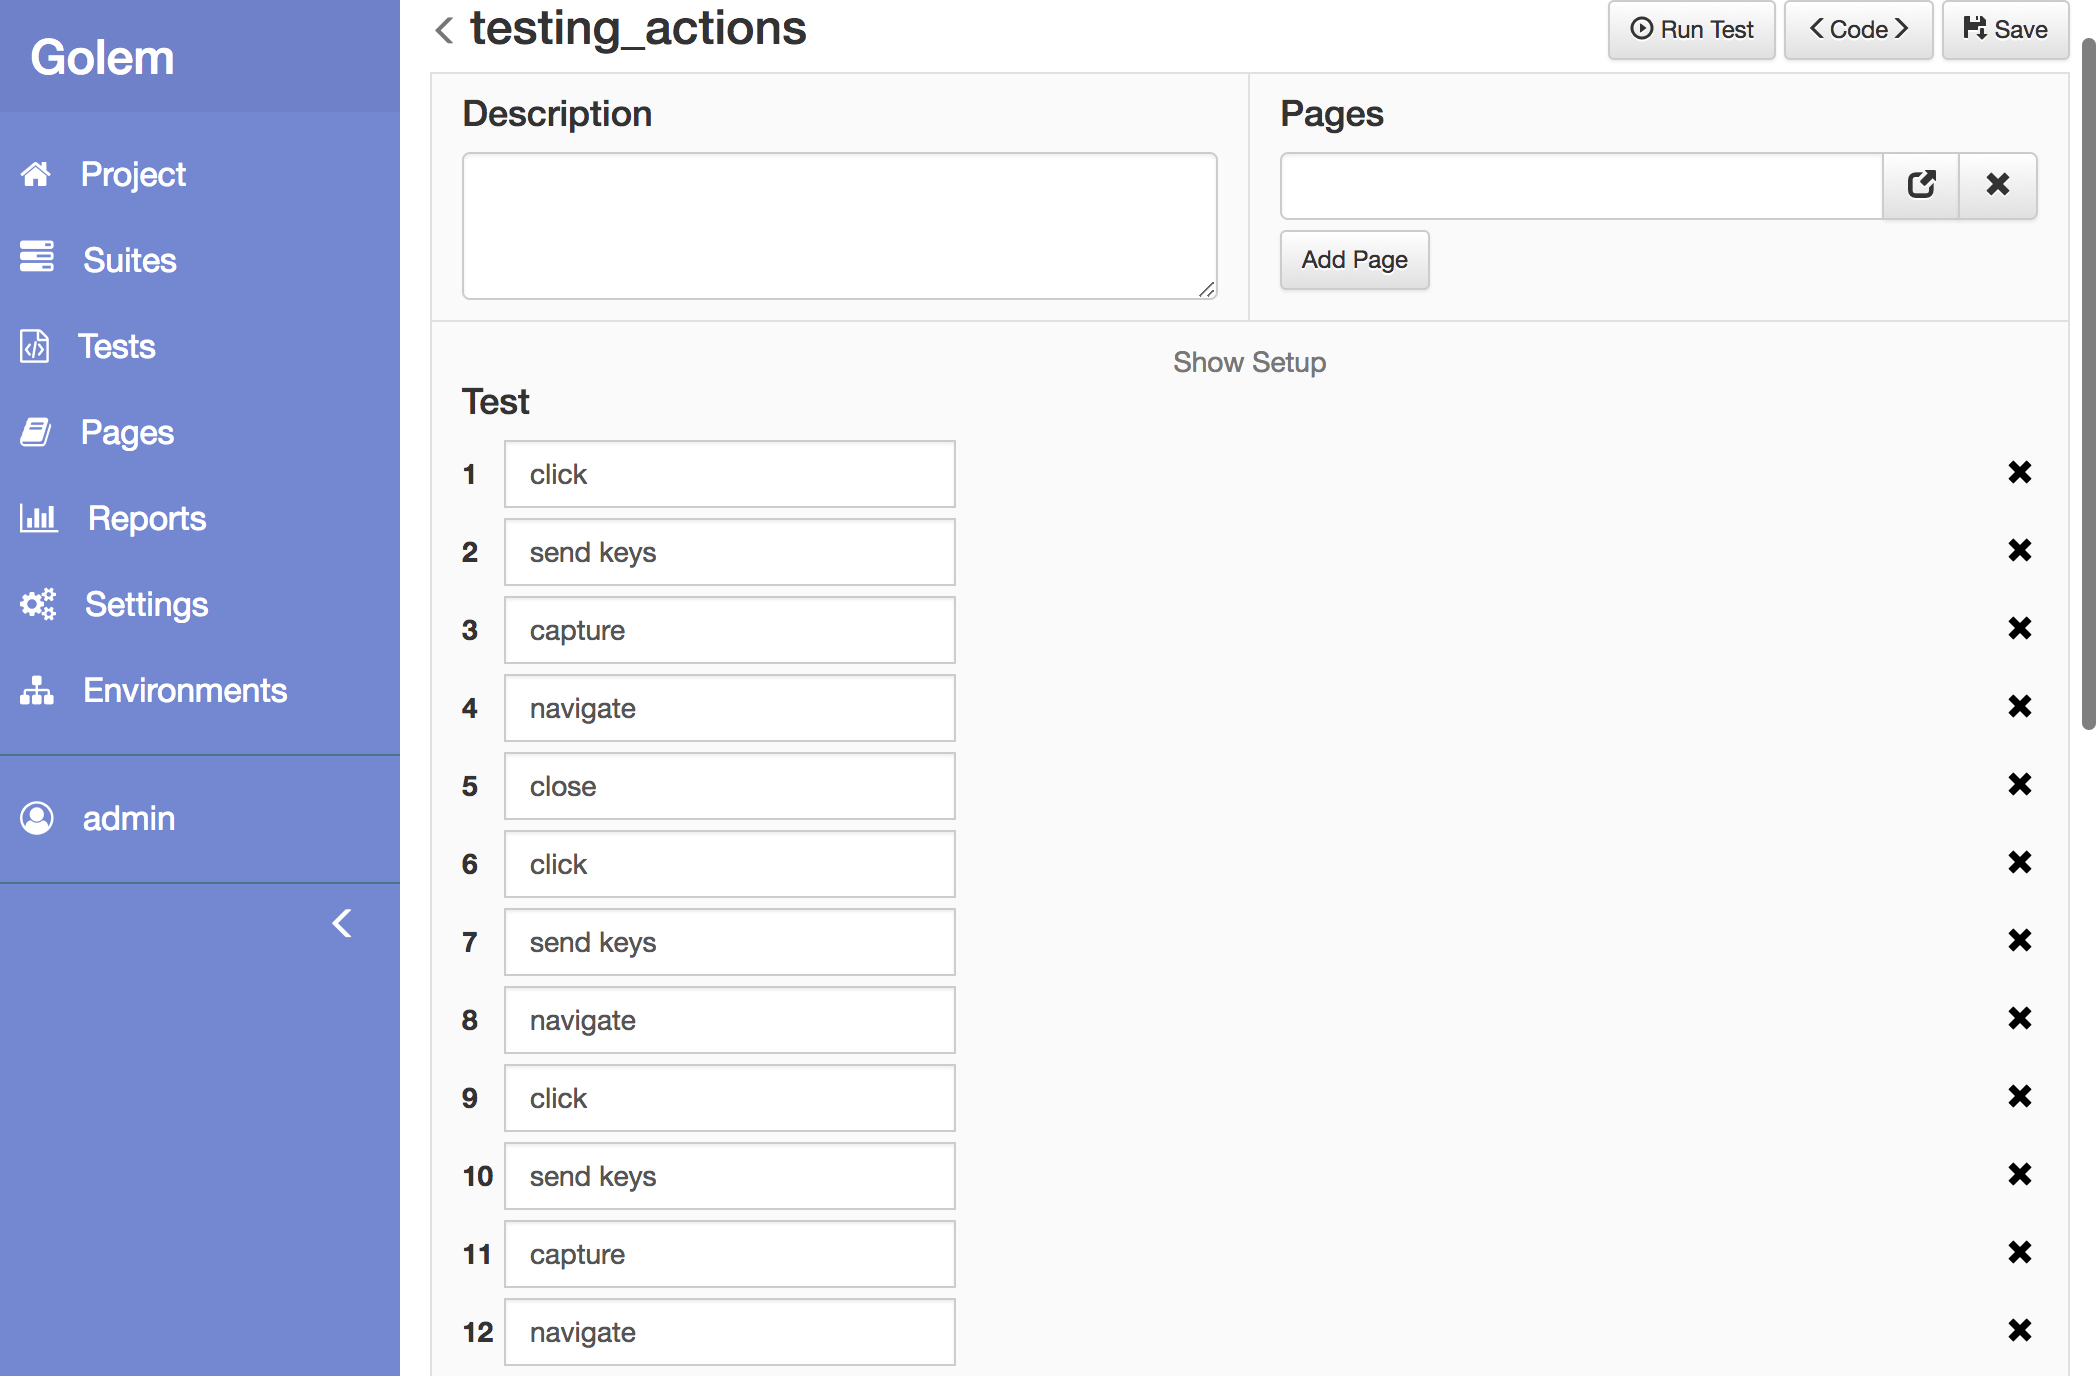 Golem
Project
Suites
Tests
Pages
Reports
Settings
Environments
admin
testing_actions
Run Test
Code
Save
Description
Pages
Add Page
Show Setup
Test
1 click
2 send keys
3 capture
4 navigate
5 close
6 click
7 send keys
8 navigate
9 click
10 send keys
11 capture
12 navigate